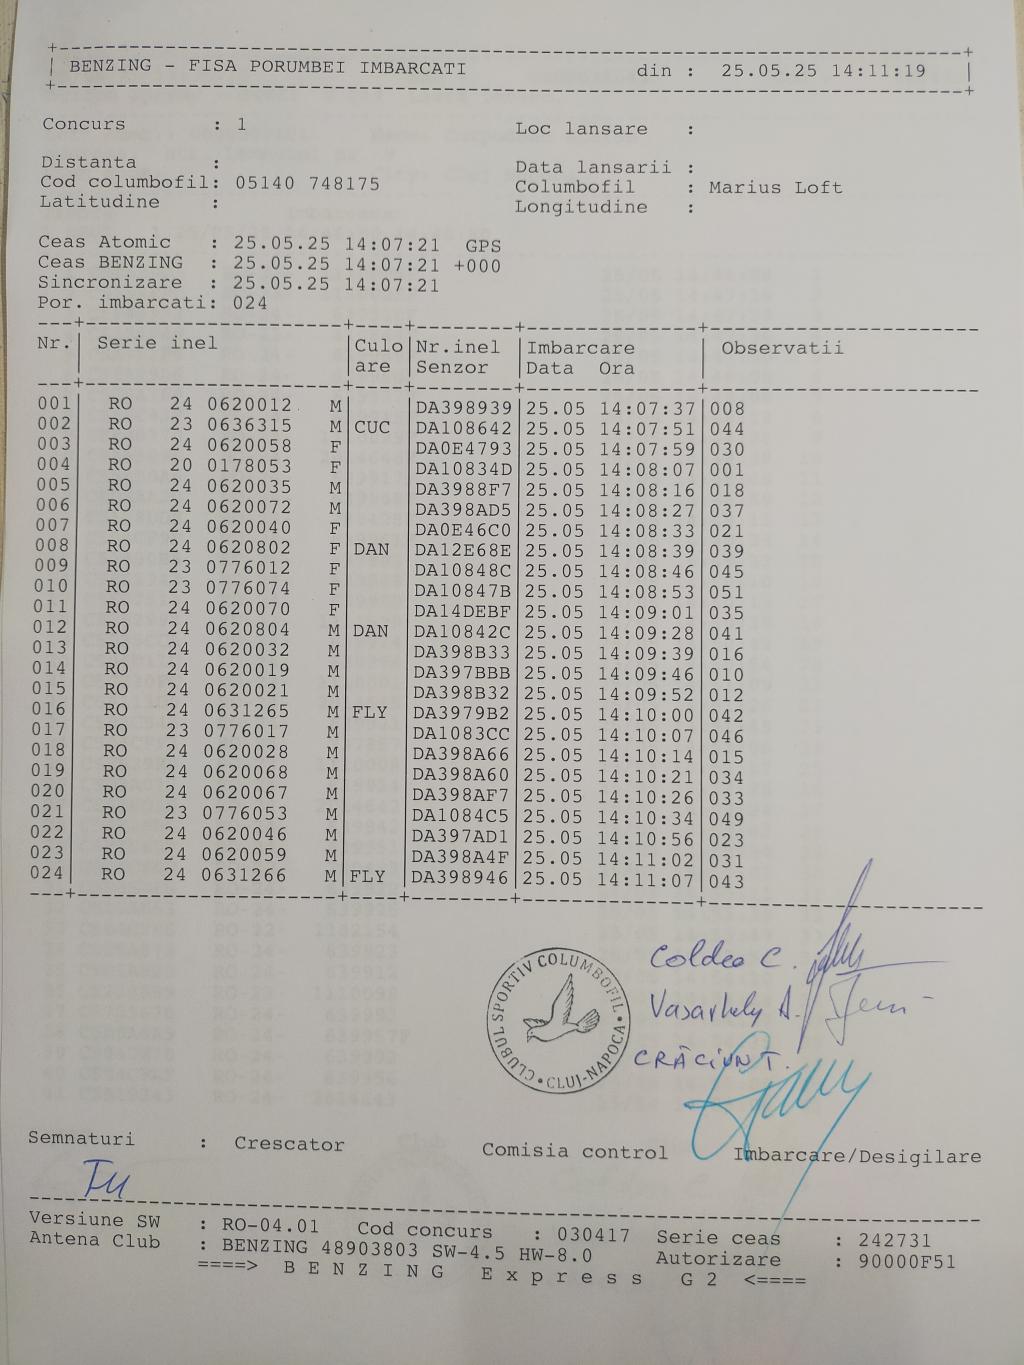 BENZING - FISA PORUMBEI IMBARCATI din : 25.05.25 14:11:19
Concurs : 1 Loc lansare :
Distanta : Data lansarii :
Cod columbofil: 05140 748175 Columbofil : Marius Loft
Latitudine : Longitudine :
Ceas Atomic : 25.05.25 14:07:21 GPS
Ceas BENZING : 25.05.25 14:07:21 +000
Sincronizare : 25.05.25 14:07:21
Por. imbarcati: 024
Nr. Serie inel Culo Nr.inel Imbarcare Observatii
are Senzor Data Ora
001 RO 24 0620012 M DA398939 25.05 14:07:37 008
002 RO 23 0636315 M CUC DA108642 25.05 14:07:51 044
003 RO 24 0620058 F DA0E4793 25.05 14:07:59 030
004 RO 20 0178053 F DA10834D 25.05 14:08:07 001
005 RO 24 0620035 M DA3988F7 25.05 14:08:16 018
006 RO 24 0620072 M DA398AD5 25.05 14:08:27 037
007 RO 24 0620040 F DA0E46C0 25.05 14:08:33 021
008 RO 24 0620802 F DAN DA12E68E 25.05 14:08:39 039
009 RO 23 0776012 F DA10848C 25.05 14:08:46 045
010 RO 23 0776074 F DA10847B 25.05 14:08:53 051
011 RO 24 0620070 F DA14DEBF 25.05 14:09:01 035
012 RO 24 0620804 M DAN DA10842C 25.05 14:09:28 041
013 RO 24 0620032 M DA398B33 25.05 14:09:39 016
014 RO 24 0620019 M DA397BBB 25.05 14:09:46 010
015 RO 24 0620021 M DA398B32 25.05 14:09:52 012
016 RO 24 0631265 M FLY DA3979B2 25.05 14:10:00 042
017 RO 23 0776017 M DA1083CC 25.05 14:10:07 046
018 RO 24 0620028 M DA398A66 25.05 14:10:14 015
019 RO 24 0620068 M DA398A60 25.05 14:10:21 034
020 RO 24 0620067 M DA398AF7 25.05 14:10:26 033
021 RO 23 0776053 M DA1084C5 25.05 14:10:34 049
022 RO 24 0620046 M DA397AD1 25.05 14:10:56 023
023 RO 24 0620059 M DA398A4F 25.05 14:11:02 031
024 RO 24 0631266 M FLY DA398946 25.05 14:11:07 043
Coldea C.
CLUBUL SPORTIV COLUMBOFIL • CLUJ-NAPOCA •
Vasarhely A.
CRĂCIUN T.
Semnaturi : Crescator Comisia control Imbarcare/Desigilare
Versiune SW : RO-04.01 Cod concurs : 030417 Serie ceas : 242731
Antena Club : BENZING 48903803 SW-4.5 HW-8.0 Autorizare : 90000F51
====> B E N Z I N G E x p r e s s G 2 <====